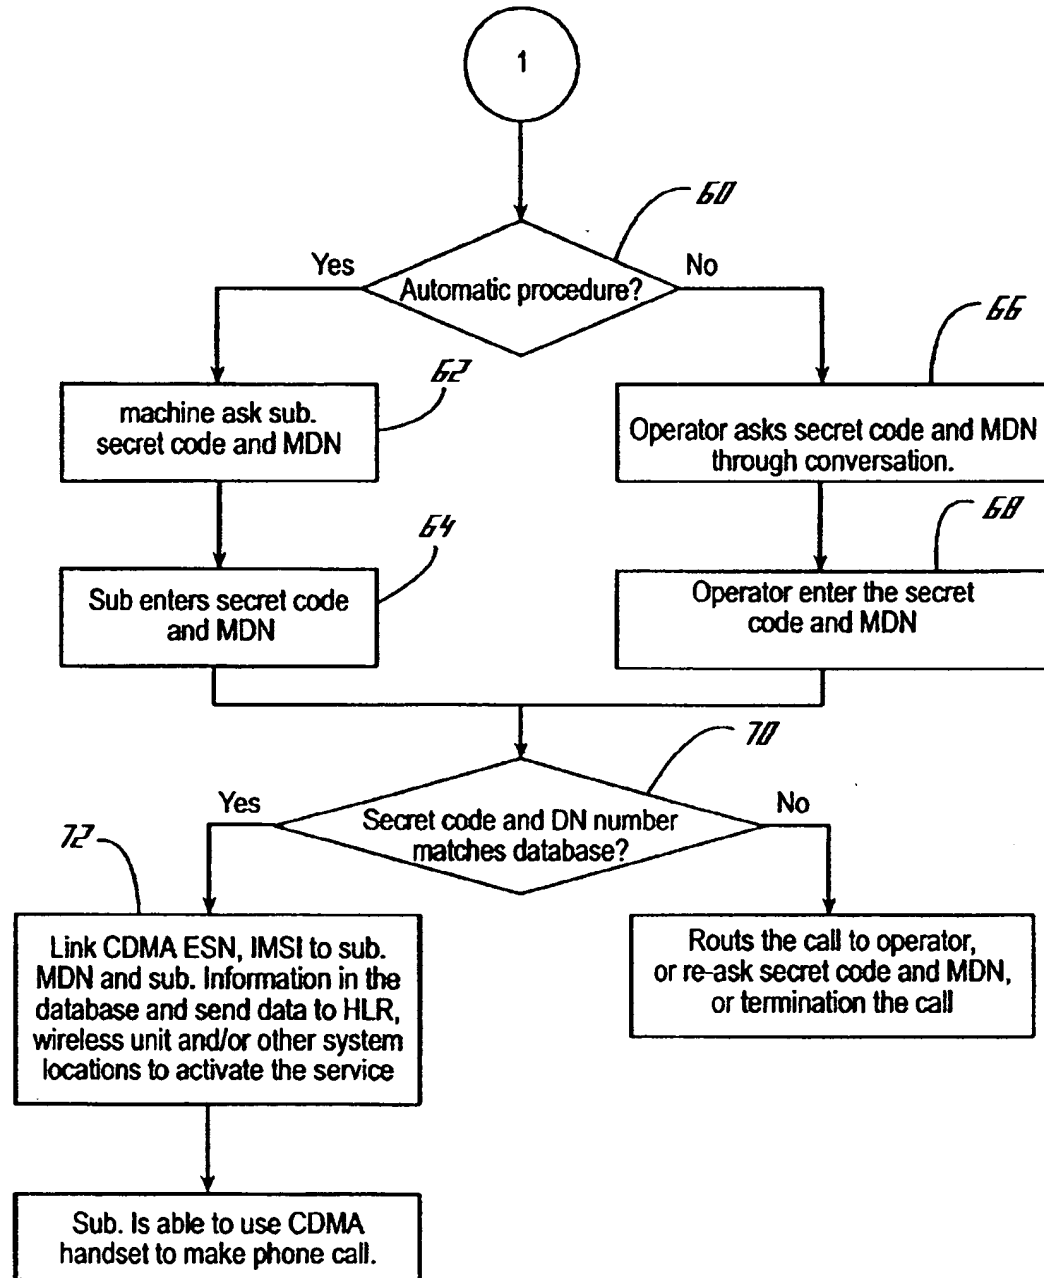 1
60
Yes
No
Automatic procedure?
66
62
machine ask sub.
secret code and MDN
Operator asks secret code and MDN
through conversation.
64
68
Sub enters secret code
and MDN
Operator enter the secret
code and MDN
70
Yes
No
Secret code and DN number
matches database?
72
Link CDMA ESN, IMSI to sub.
MDN and sub. Information in the
database and send data to HLR,
wireless unit and/or other system
locations to activate the service
Routs the call to operator,
or re-ask secret code and MDN,
or termination the call
Sub. Is able to use CDMA
handset to make phone call.